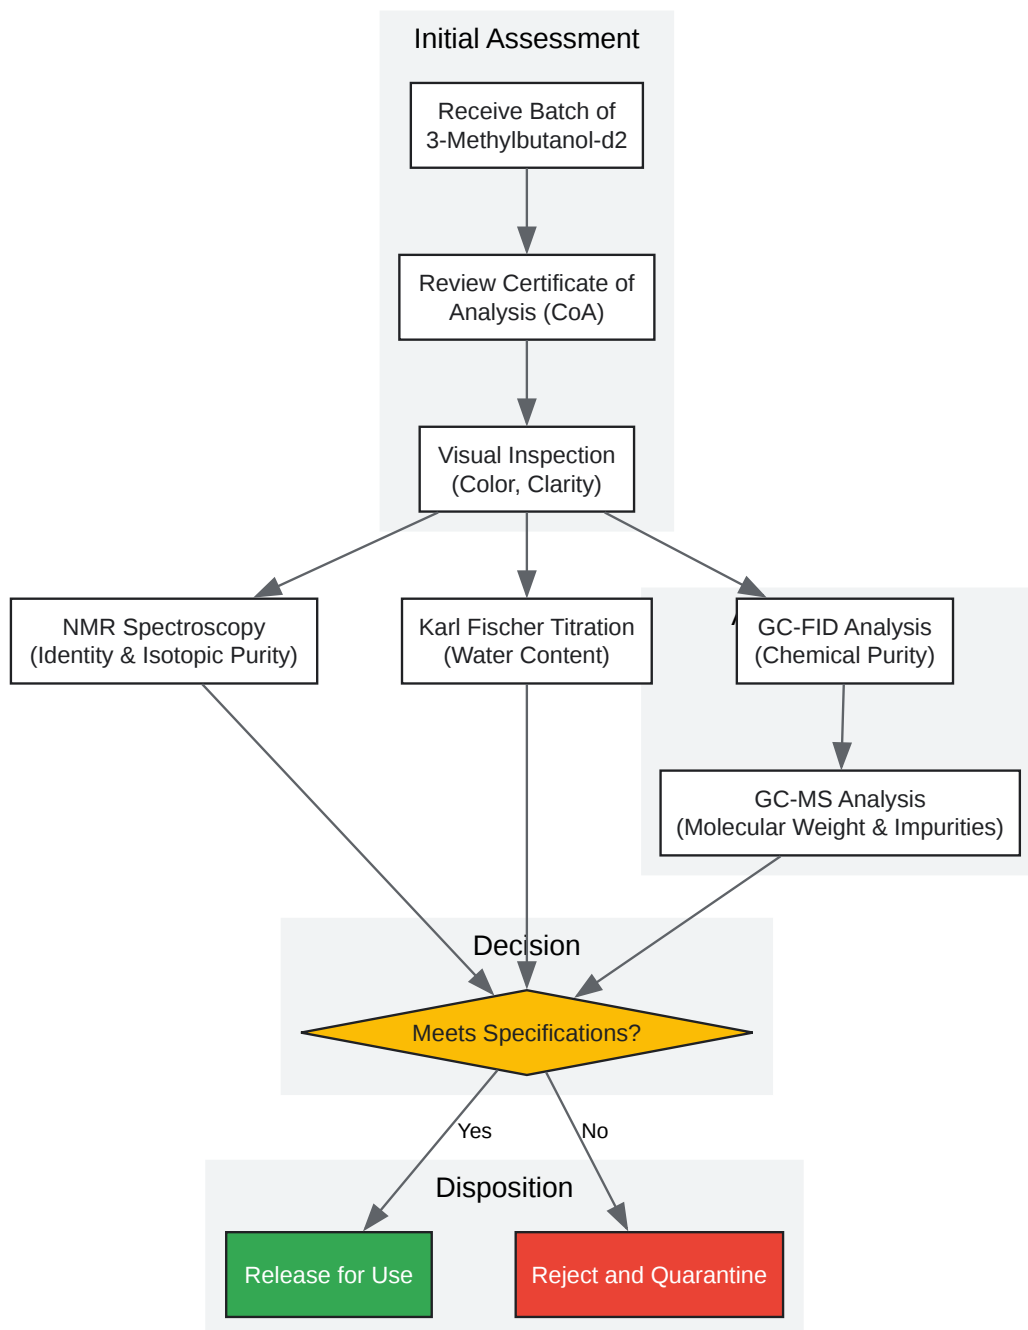 Initial Assessment
Receive Batch of
3-Methylbutanol-d2
Review Certificate of
Analysis (CoA)
Visual Inspection
(Color, Clarity)
NMR Spectroscopy
(Identity & Isotopic Purity)
Karl Fischer Titration
(Water Content)
GC-FID Analysis
(Chemical Purity)
GC-MS Analysis
(Molecular Weight & Impurities)
Decision
Meets Specifications?
Yes
No
Disposition
Release for Use
Reject and Quarantine